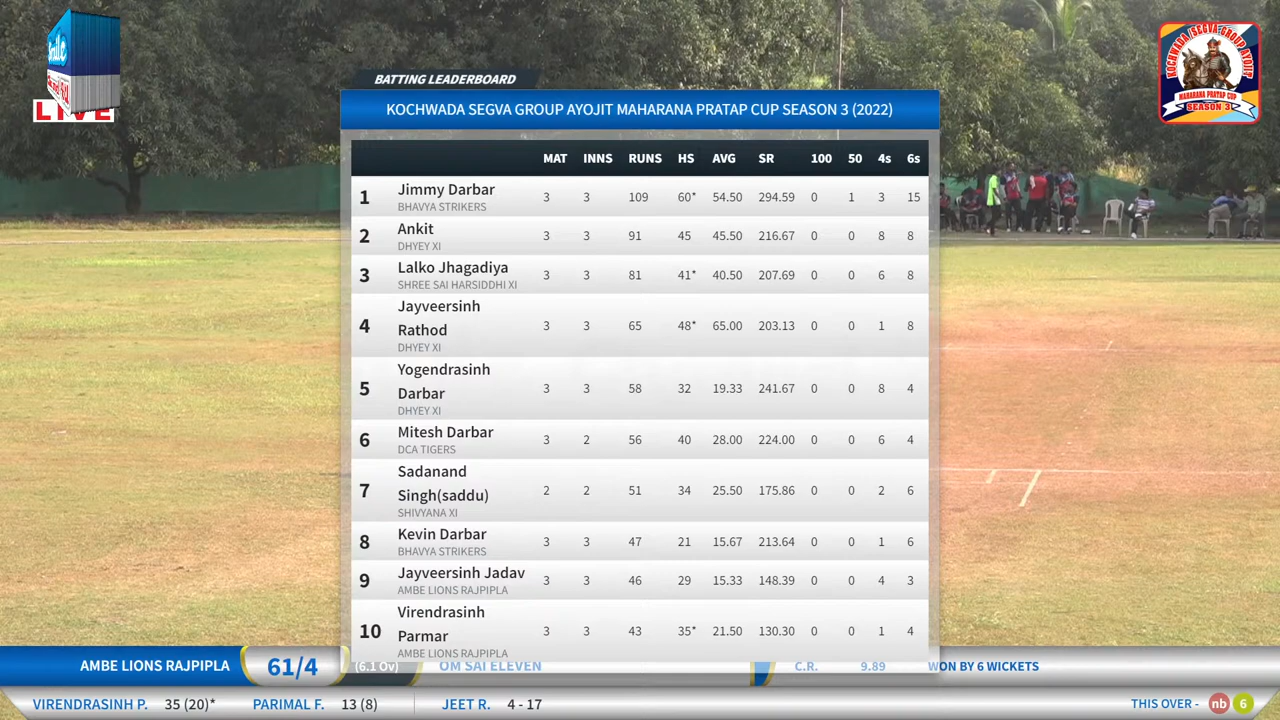 LIVE
KOCHWADA /SEGVA GROUP AYOJIT
MAHARANA PRATAP CUP
SEASON 3
BATTING LEADERBOARD
KOCHWADA SEGVA GROUP AYOJIT MAHARANA PRATAP CUP SEASON 3 (2022)
MAT INNS RUNS HS AVG SR 100 50 4s 6s
1 Jimmy Darbar 3 3 109 60* 54.50 294.59 0 1 3 15
BHAVYA STRIKERS
2 Ankit 3 3 91 45 45.50 216.67 0 0 8 8
DHYEY XI
3 Lalko Jhagadiya 3 3 81 41* 40.50 207.69 0 0 6 8
SHREE SAI HARSIDDHI XI
Jayveersinh
4 Rathod 3 3 65 48* 65.00 203.13 0 0 1 8
DHYEY XI
Yogendrasinh
5 Darbar 3 3 58 32 19.33 241.67 0 0 8 4
DHYEY XI
6 Mitesh Darbar 3 2 56 40 28.00 224.00 0 0 6 4
DCA TIGERS
Sadanand
7 Singh(saddu) 2 2 51 34 25.50 175.86 0 0 2 6
SHIVYANA XI
8 Kevin Darbar 3 3 47 21 15.67 213.64 0 0 1 6
BHAVYA STRIKERS
9 Jayveersinh Jadav 3 3 46 29 15.33 148.39 0 0 4 3
AMBE LIONS RAJPIPLA
Virendrasinh
10 Parmar 3 3 43 35* 21.50 130.30 0 0 1 4
AMBE LIONS RAJPIPLA
AMBE LIONS RAJPIPLA 61/4 (6.1 Ov) OM SAI ELEVEN C.R. 9.89 WON BY 6 WICKETS
VIRENDRASINH P. 35 (20)* PARIMAL F. 13 (8) JEET R. 4 - 17 THIS OVER - nb 6